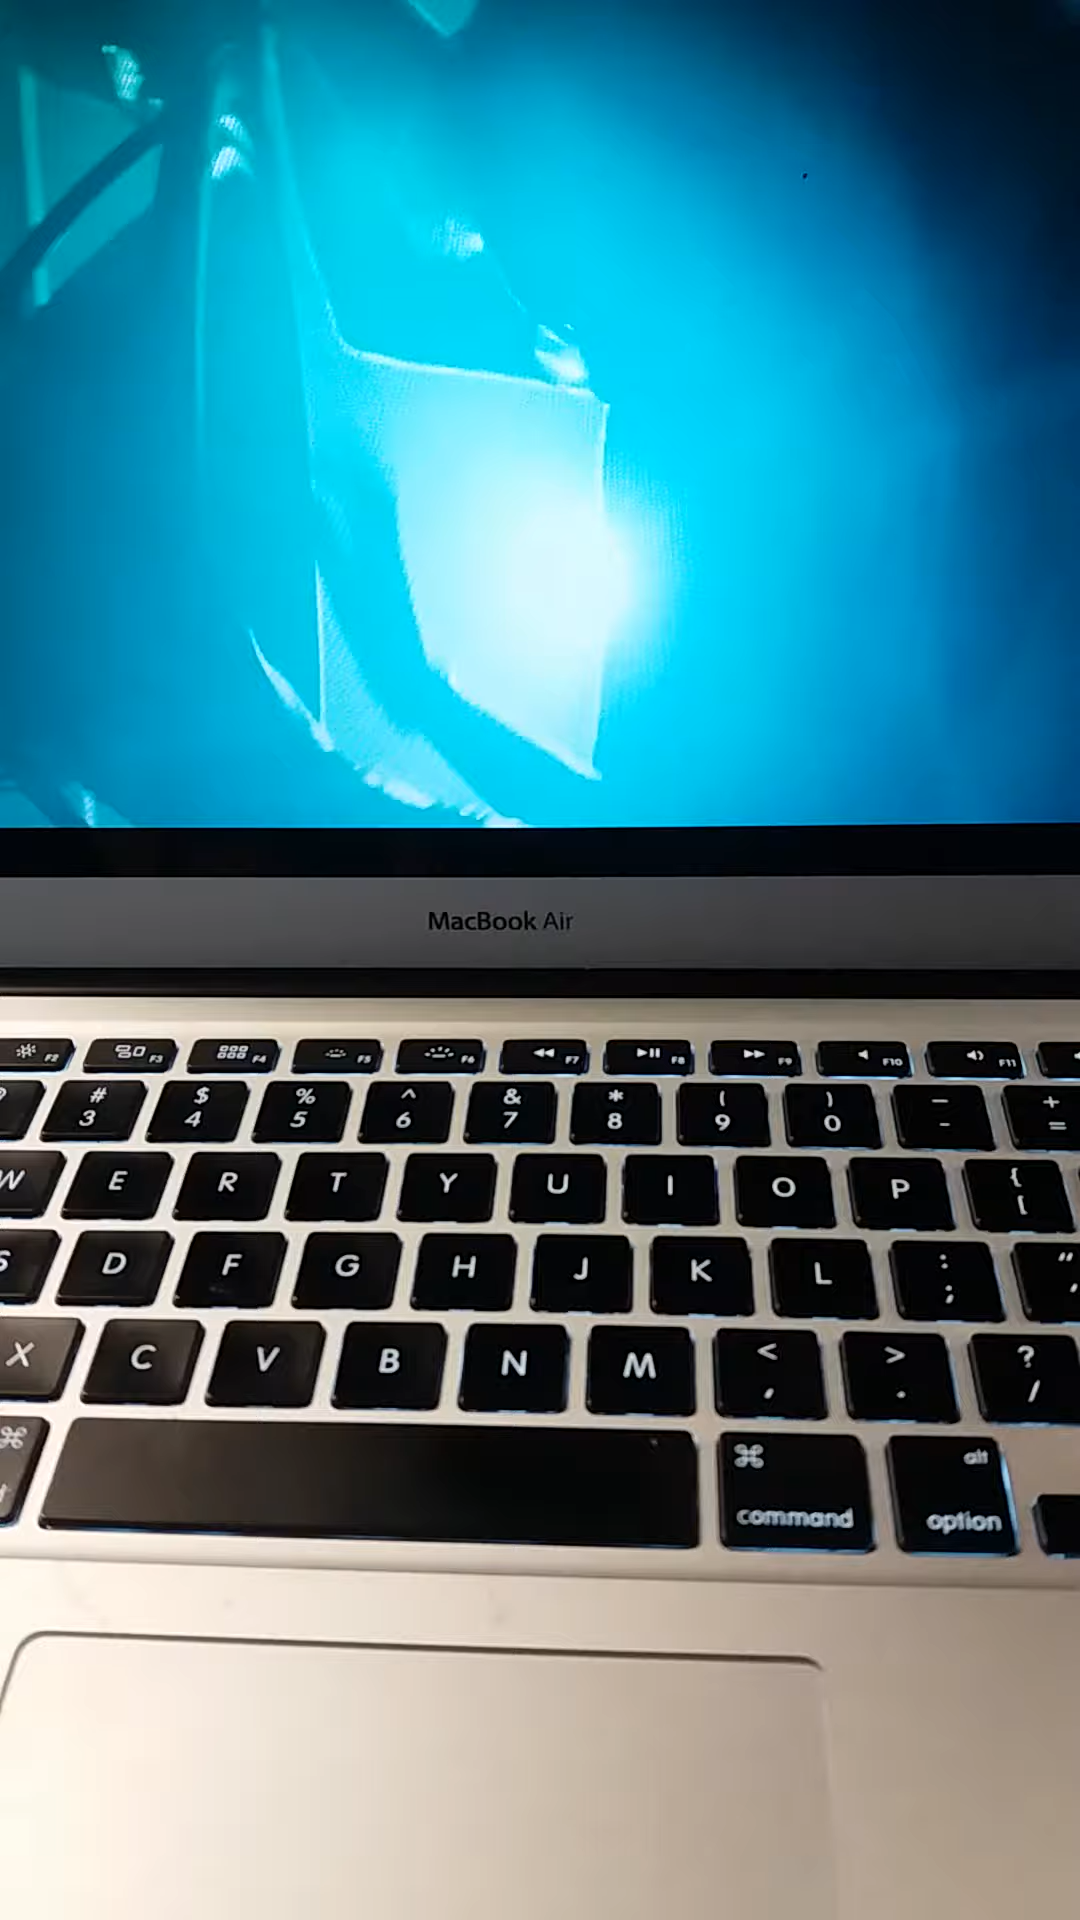 MacBook Air
F2 F3 F4 F5 F6 F7 F8 F9 F10 F11
# $ % ^ & * ( ) — +
3 4 5 6 7 8 9 0 - =
W E R T Y U I O P {
[
S D F G H J K L : “
; ‘
X C V B N M < > ?
, . /
⌘ ⌘ alt
command option